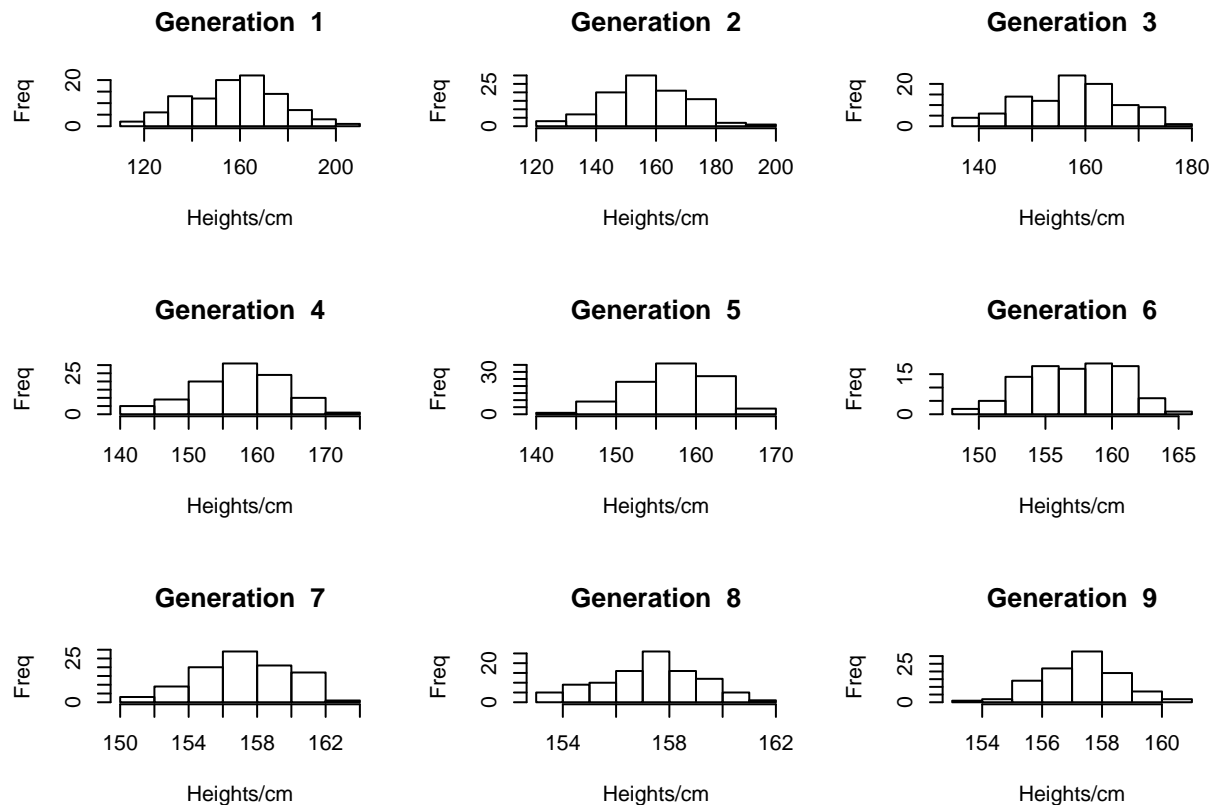 Generation 1
Freq
0 20
120 160 200
Heights/cm
Generation 2
Freq
0 25
120 140 160 180 200
Heights/cm
Generation 3
Freq
0 20
140 160 180
Heights/cm
Generation 4
Freq
0 25
140 150 160 170
Heights/cm
Generation 5
Freq
0 30
140 150 160 170
Heights/cm
Generation 6
Freq
0 15
150 155 160 165
Heights/cm
Generation 7
Freq
0 25
150 154 158 162
Heights/cm
Generation 8
Freq
0 20
154 158 162
Heights/cm
Generation 9
Freq
0 25
154 156 158 160
Heights/cm